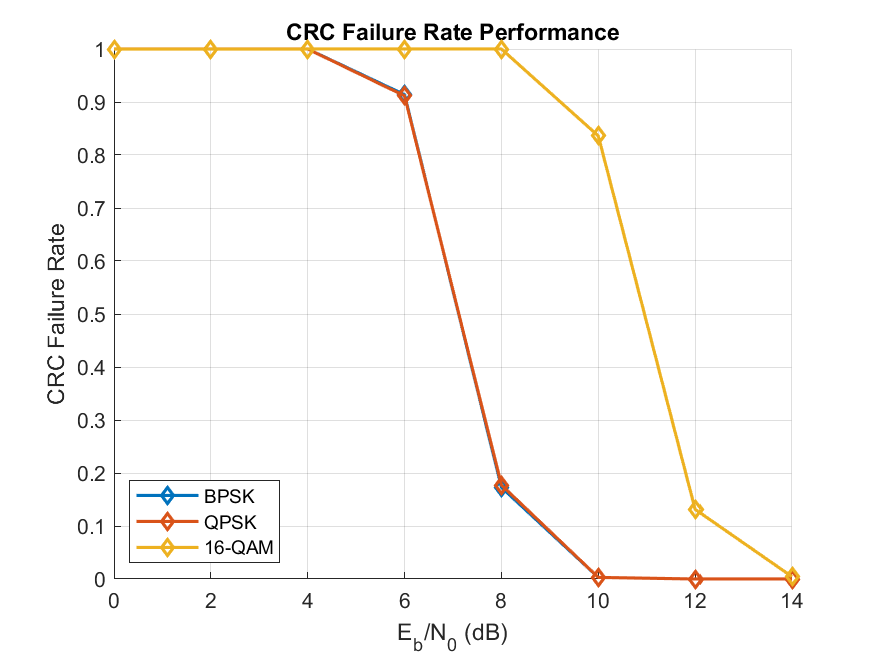 CRC Failure Rate Performance
1
0.9
0.8
0.7
0.6
0.5
0.4
0.3
0.2
0.1
0
CRC Failure Rate
BPSK
QPSK
16-QAM
0 2 4 6 8 10 12 14
E_b/N_0 (dB)